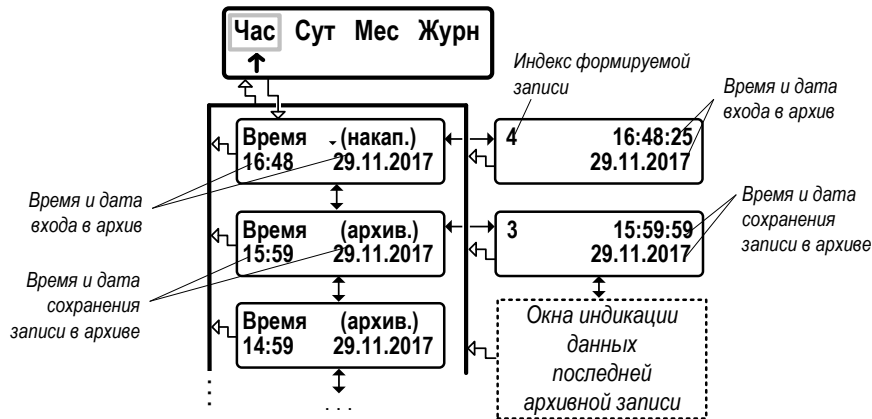 Час Сут Мес Журн
Индекс формируемой
записи
Время и дата
входа в архив
Время (накап.)
16:48 29.11.2017
4 16:48:25
29.11.2017
Время и дата
входа в архив
Время (архив.)
15:59 29.11.2017
3 15:59:59
29.11.2017
Время и дата
сохранения
записи в архиве
Время и дата
сохранения
записи в архиве
Время (архив.)
14:59 29.11.2017
Окна индикации
данных
последней
архивной записи
. . .